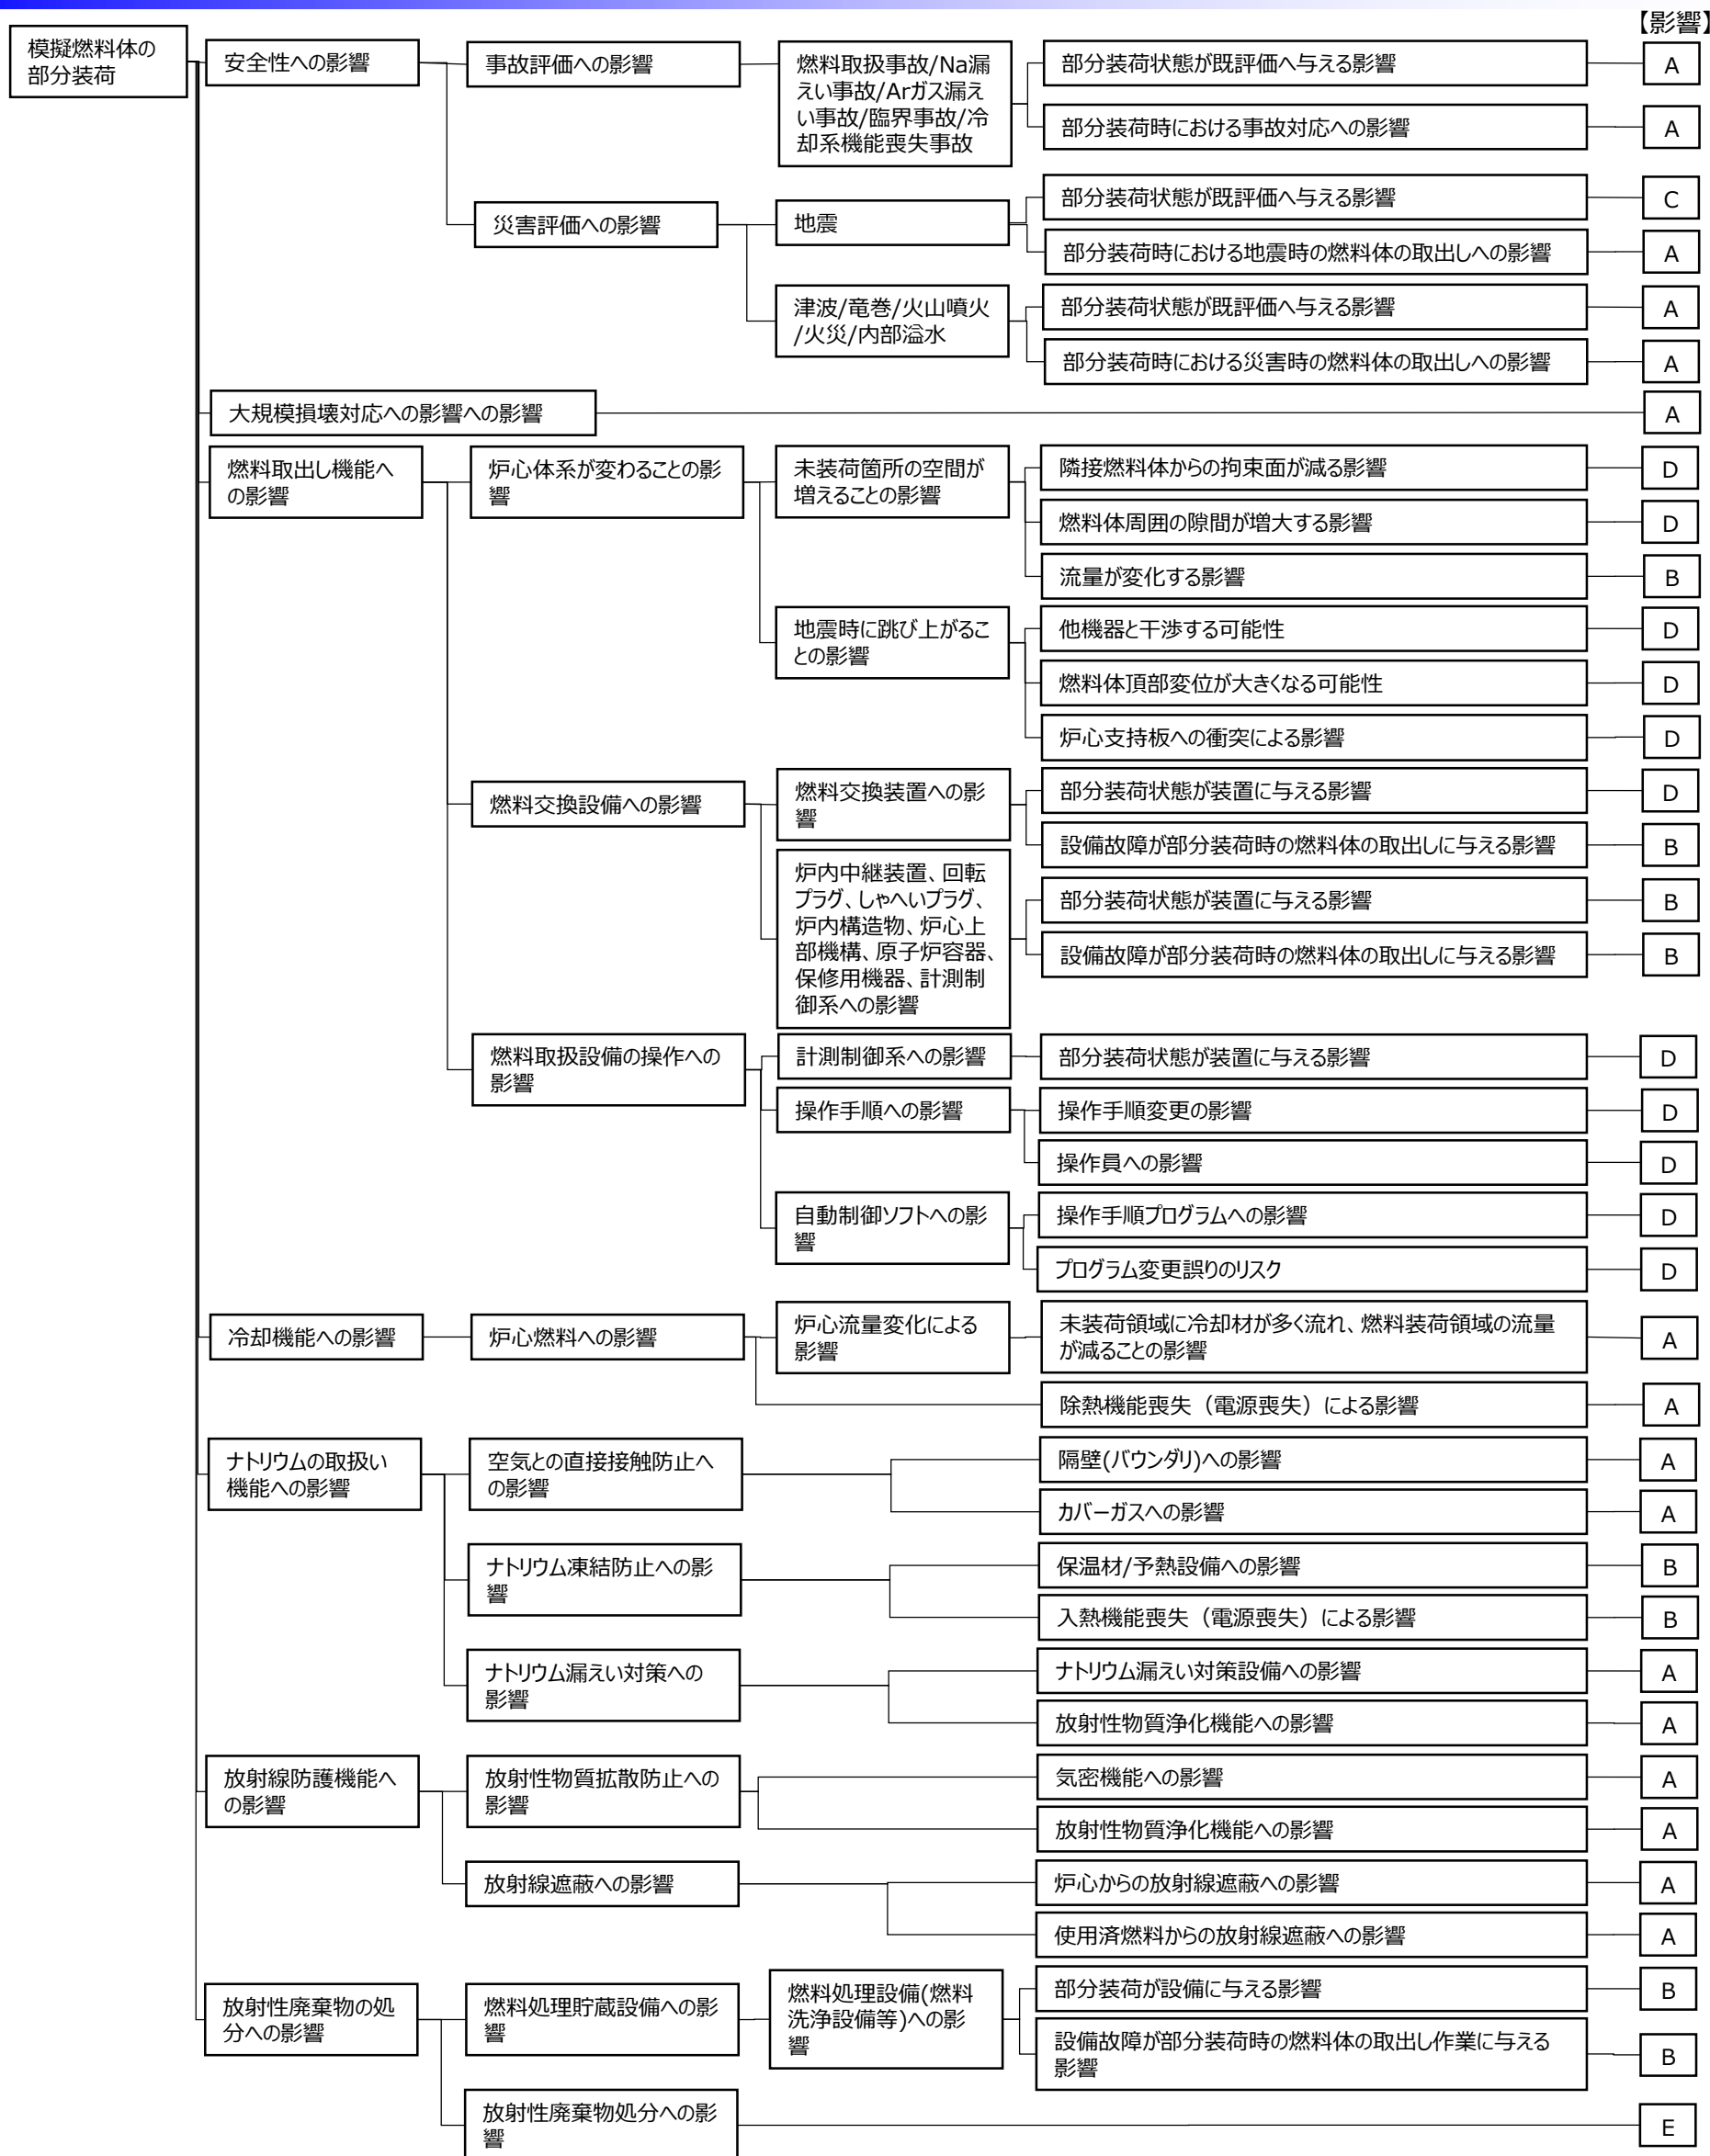 【影響】
模擬燃料体の
部分装荷
安全性への影響
事故評価への影響
燃料取扱事故/Na漏
えい事故/Arガス漏え
い事故/臨界事故/冷
却系機能喪失事故
部分装荷状態が既評価へ与える影響
A
部分装荷時における事故対応への影響
A
災害評価への影響
地震
部分装荷状態が既評価へ与える影響
C
部分装荷時における地震時の燃料体の取出しへの影響
A
津波/竜巻/火山噴火
/火災/内部溢水
部分装荷状態が既評価へ与える影響
A
部分装荷時における災害時の燃料体の取出しへの影響
A
大規模損壊対応への影響への影響
A
燃料取出し機能へ
の影響
炉心体系が変わることの影
響
未装荷箇所の空間が
増えることの影響
隣接燃料体からの拘束面が減る影響
D
燃料体周囲の隙間が増大する影響
D
流量が変化する影響
B
地震時に跳び上がるこ
との影響
他機器と干渉する可能性
D
燃料体頂部変位が大きくなる可能性
D
炉心支持板への衝突による影響
D
燃料交換設備への影響
燃料交換装置への影
響
部分装荷状態が装置に与える影響
D
設備故障が部分装荷時の燃料体の取出しに与える影響
B
炉内中継装置、回転
プラグ、しゃへいプラグ、
炉内構造物、炉心上
部機構、原子炉容器、
保修用機器、計測制
御系への影響
部分装荷状態が装置に与える影響
B
設備故障が部分装荷時の燃料体の取出しに与える影響
B
燃料取扱設備の操作への
影響
計測制御系への影響
部分装荷状態が装置に与える影響
D
操作手順への影響
操作手順変更の影響
D
操作員への影響
D
自動制御ソフトへの影
響
操作手順プログラムへの影響
D
プログラム変更誤りのリスク
D
冷却機能への影響
炉心燃料への影響
炉心流量変化による
影響
未装荷領域に冷却材が多く流れ、燃料装荷領域の流量
が減ることの影響
A
除熱機能喪失（電源喪失）による影響
A
ナトリウムの取扱い
機能への影響
空気との直接接触防止へ
の影響
隔壁(バウンダリ)への影響
A
カバーガスへの影響
A
ナトリウム凍結防止への影
響
保温材/予熱設備への影響
B
入熱機能喪失（電源喪失）による影響
B
ナトリウム漏えい対策への
影響
ナトリウム漏えい対策設備への影響
A
放射性物質浄化機能への影響
A
放射線防護機能へ
の影響
放射性物質拡散防止への
影響
気密機能への影響
A
放射性物質浄化機能への影響
A
放射線遮蔽への影響
炉心からの放射線遮蔽への影響
A
使用済燃料からの放射線遮蔽への影響
A
放射性廃棄物の処
分への影響
燃料処理貯蔵設備への影
響
燃料処理設備(燃料
洗浄設備等)への影
響
部分装荷が設備に与える影響
B
設備故障が部分装荷時の燃料体の取出し作業に与える
影響
B
放射性廃棄物処分への影
響
E